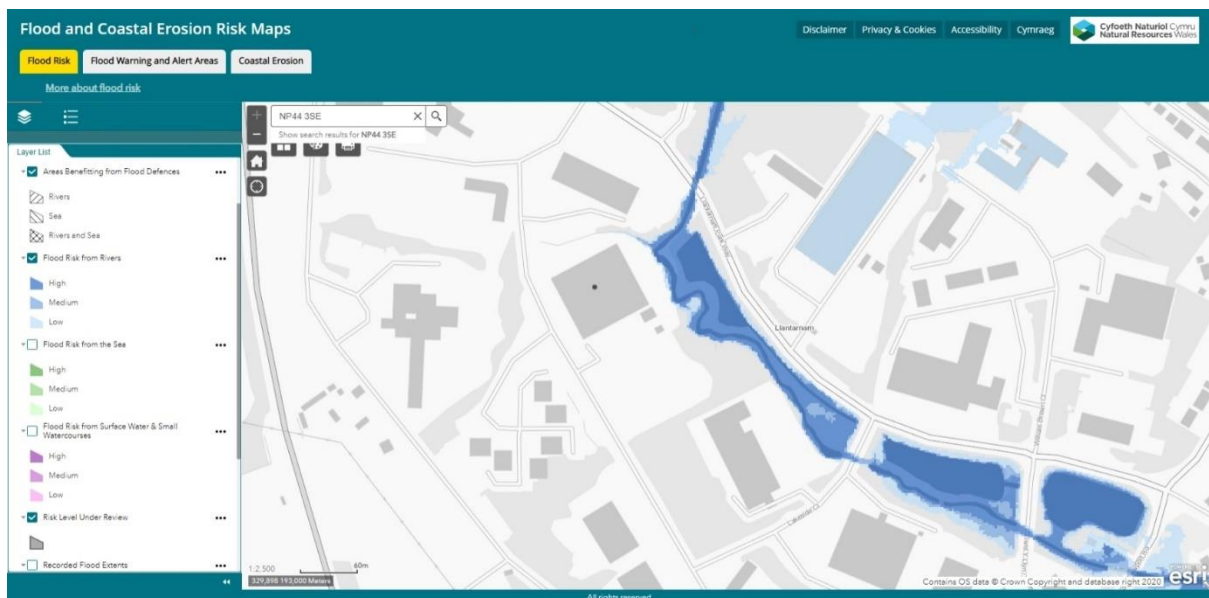 Flood and Coastal Erosion Risk Maps
Disclaimer
Privacy & Cookies
Accessibility
Cymraeg
Cyfoeth Naturiol Cymru
Natural Resources Wales
Flood Risk
Flood Warning and Alert Areas
Coastal Erosion
More about flood risk
NP44 3SE
Show search results for NP44 3SE
Layer List
Areas Benefitting from Flood Defences
Rivers
Sea
Rivers and Sea
Flood Risk from Rivers
High
Medium
Low
Flood Risk from the Sea
High
Medium
Low
Flood Risk from Surface Water & Small
Watercourses
High
Medium
Low
Risk Level Under Review
Recorded Flood Extents
Llantarnam
Lakeside Cl
1:2,500
60m
329,898 193,000 Meters
Contains OS data © Crown Copyright and database right 2020
esri
All rights reserved